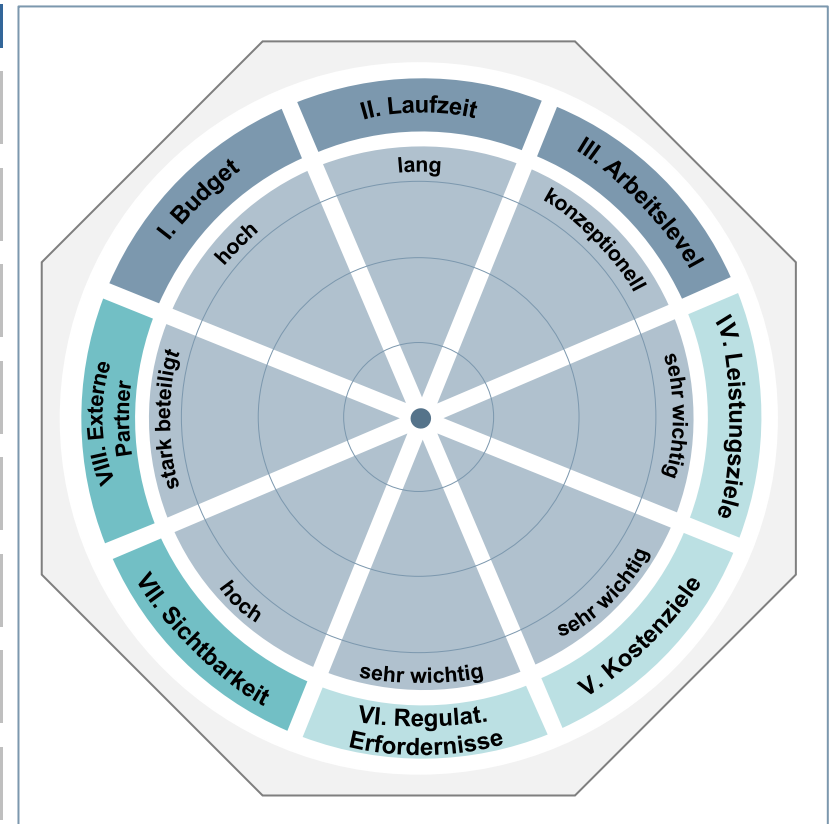 I. Budget
hoch
II. Laufzeit
lang
III. Arbeitslevel
konzeptionell
IV. Leistungsziele
sehr wichtig
V. Kostenziele
sehr wichtig
VI. Regulat.
Erfordernisse
sehr wichtig
VII. Sichtbarkeit
hoch
VIII. Externe
Partner
stark beteiligt